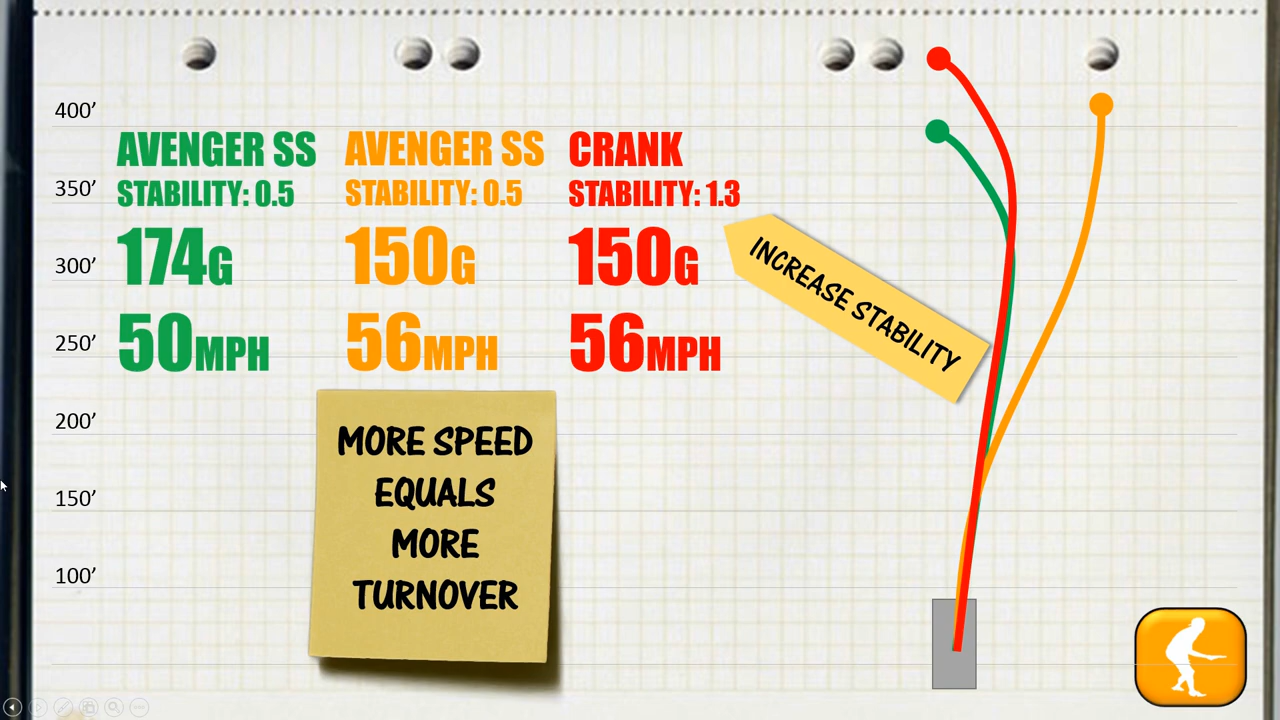 400’
350’
300’
250’
200’
150’
100’
AVENGER SS
STABILITY: 0.5
174G
50MPH
AVENGER SS
STABILITY: 0.5
150G
56MPH
CRANK
STABILITY: 1.3
150G
56MPH
INCREASE STABILITY
MORE SPEED
EQUALS
MORE
TURNOVER